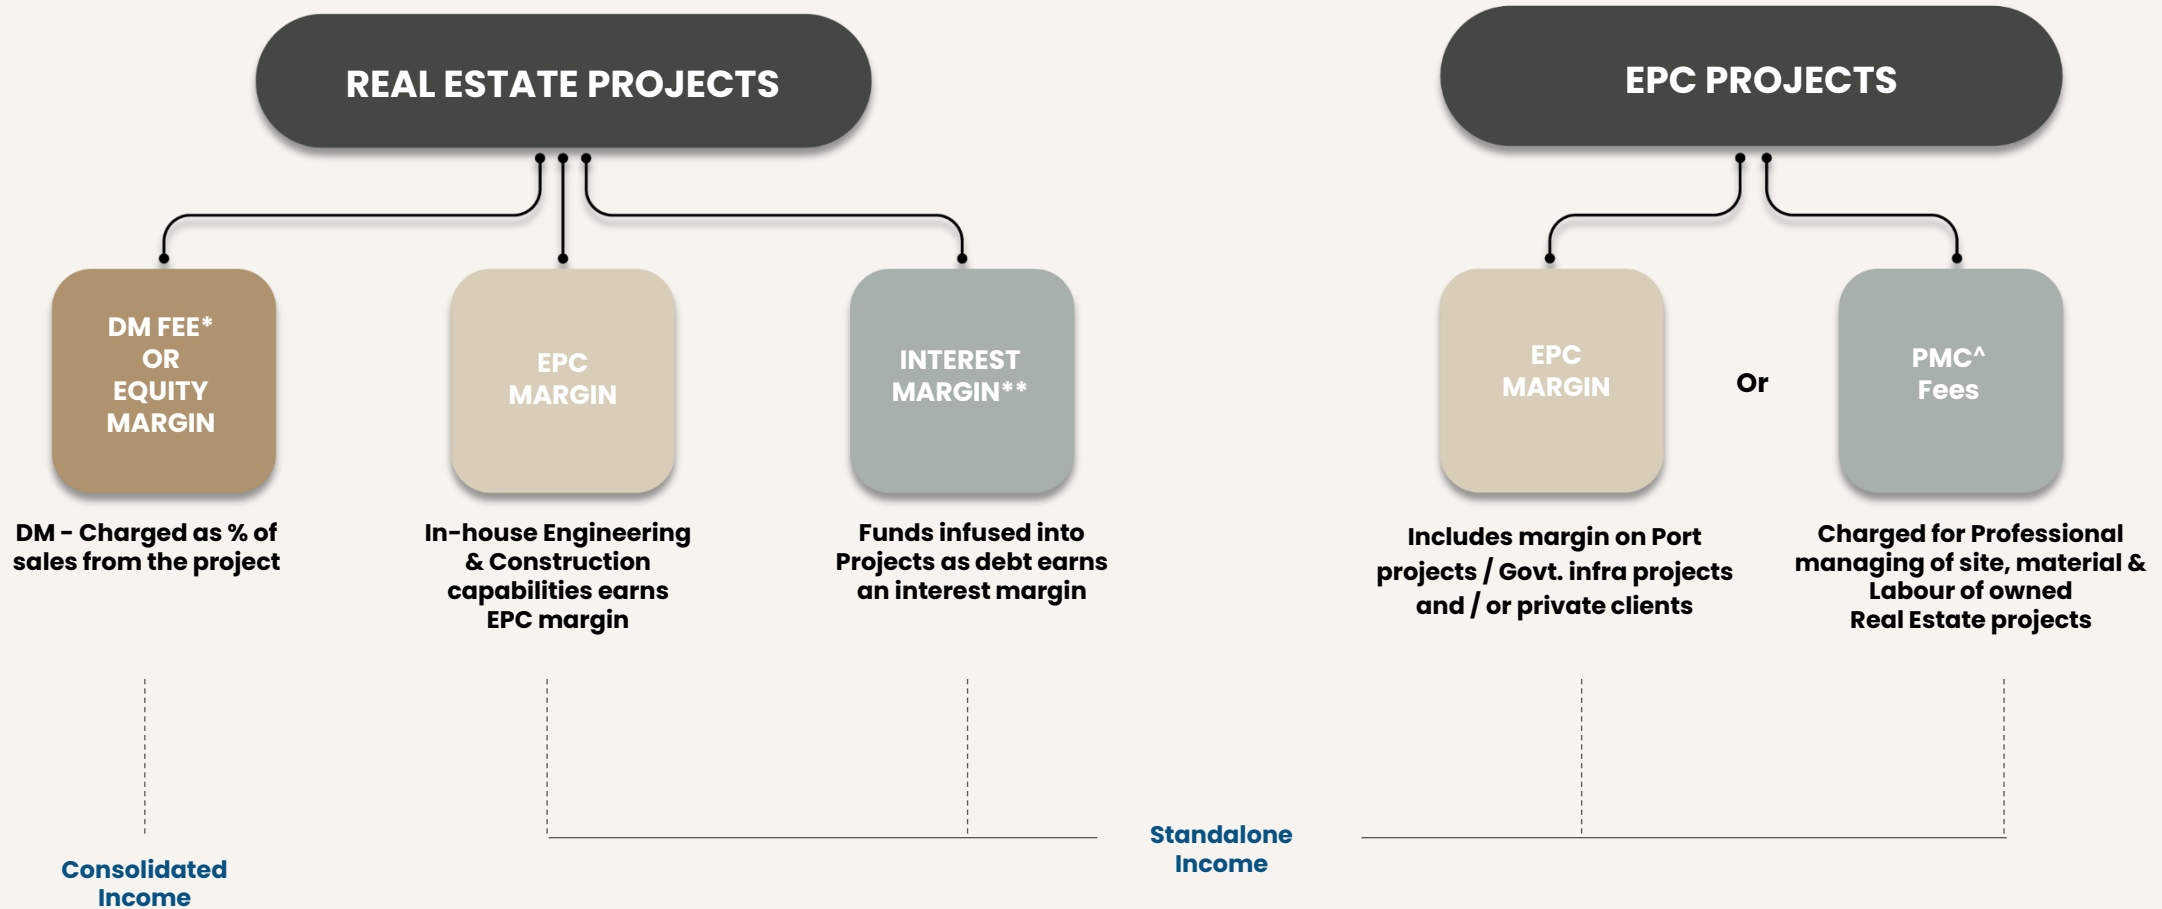 REAL ESTATE PROJECTS
EPC PROJECTS
DM FEE*
OR
EQUITY
MARGIN
EPC
MARGIN
INTEREST
MARGIN**
EPC
MARGIN
Or
PMC^
Fees
DM - Charged as % of
sales from the project
In-house Engineering
& Construction
capabilities earns
EPC margin
Funds infused into
Projects as debt earns
an interest margin
Includes margin on Port
projects / Govt. infra projects
and / or private clients
Charged for Professional
managing of site, material &
Labour of owned
Real Estate projects
Consolidated
Income
Standalone
Income